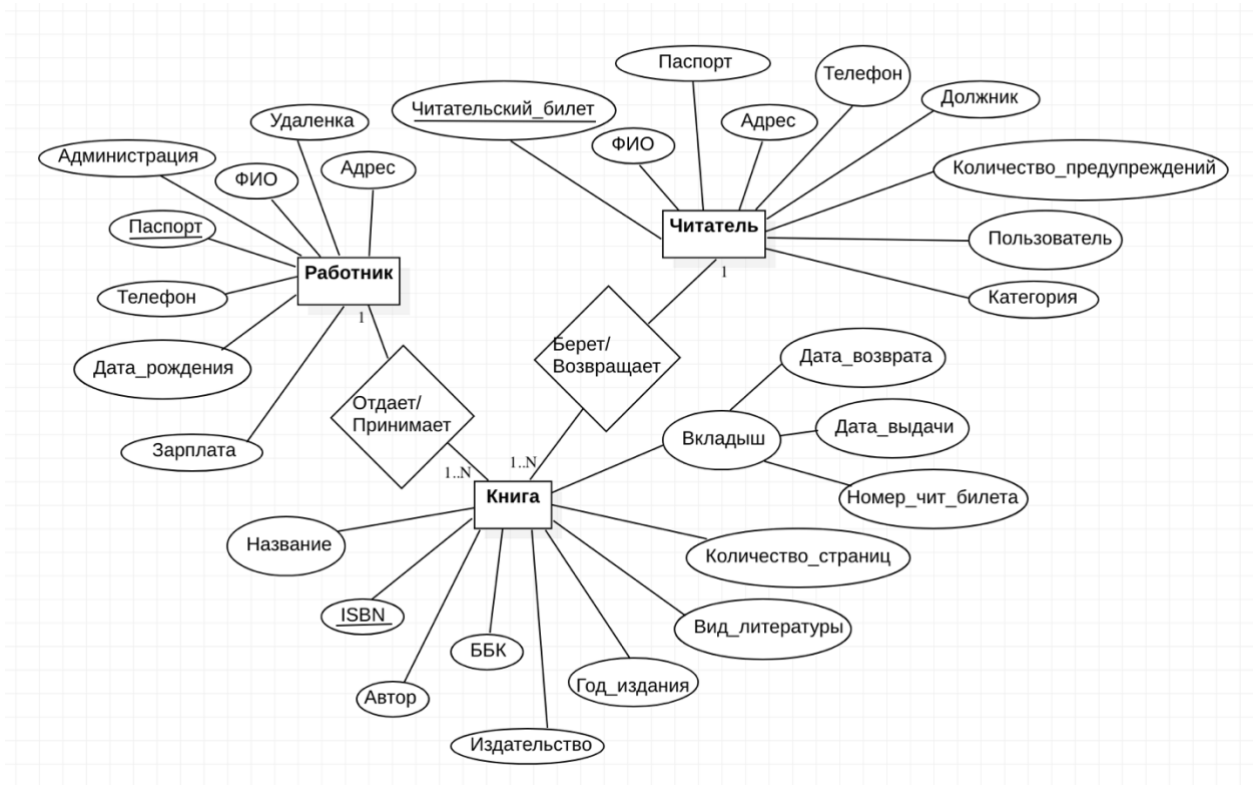 Паспорт
Телефон
Должник
Читательский_билет
Адрес
ФИО
Количество_предупреждений
Читатель
Пользователь
Категория
1
Удаленка
Администрация
ФИО
Адрес
Паспорт
Работник
Телефон
1
Дата_рождения
Зарплата
Отдает/
Принимает
1..N
Берет/
Возвращает
1..N
Дата_возврата
Вкладыш
Дата_выдачи
Номер_чит_билета
Книга
Название
Количество_страниц
ISBN
Вид_литературы
ББК
Автор
Год_издания
Издательство